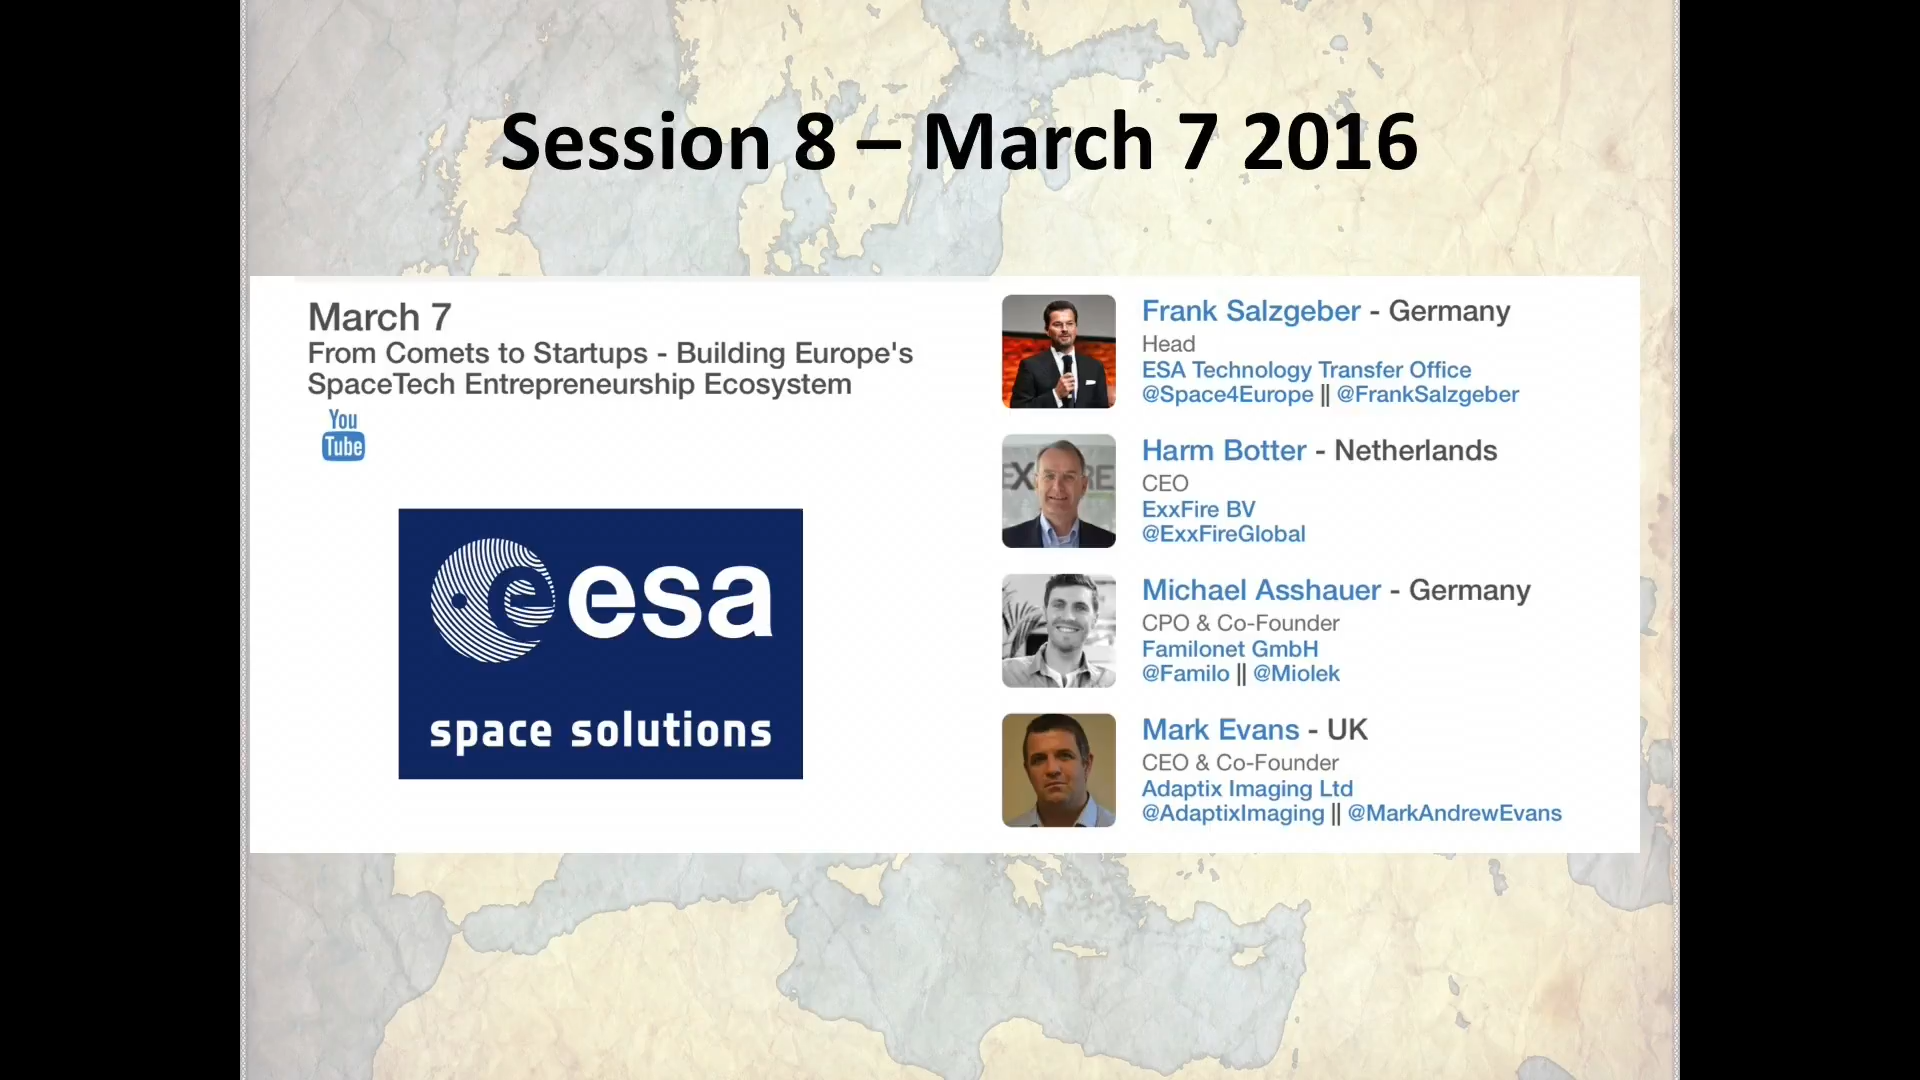 Session 8 – March 7 2016
March 7
From Comets to Startups - Building Europe's
SpaceTech Entrepreneurship Ecosystem
You
Tube
esa
space solutions
Frank Salzgeber - Germany
Head
ESA Technology Transfer Office
@Space4Europe || @FrankSalzgeber
Harm Botter - Netherlands
CEO
ExxFire BV
@ExxFireGlobal
Michael Asshauer - Germany
CPO & Co-Founder
Familonet GmbH
@Familo || @Miolek
Mark Evans - UK
CEO & Co-Founder
Adaptix Imaging Ltd
@AdaptixImaging || @MarkAndrewEvans